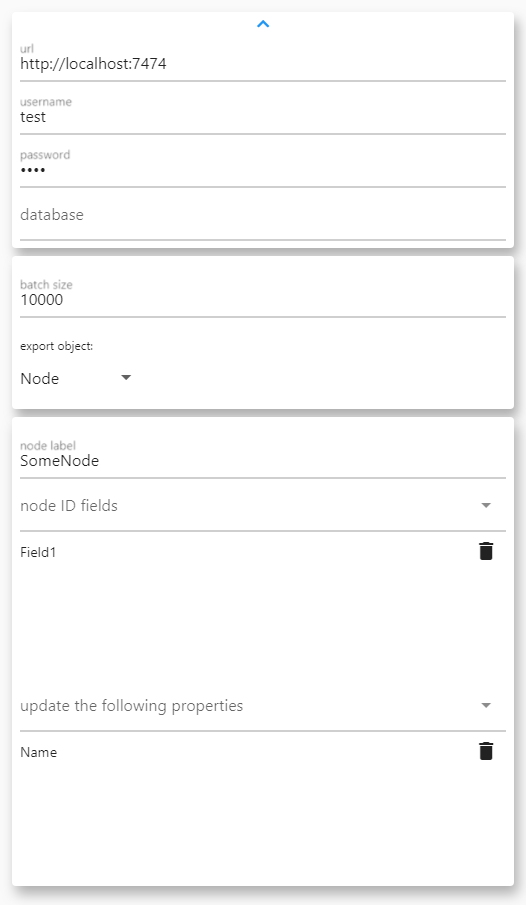 url
http://localhost:7474
username
test
password
••••
database
batch size
10000
export object:
Node
node label
SomeNode
node ID fields
Field1
update the following properties
Name